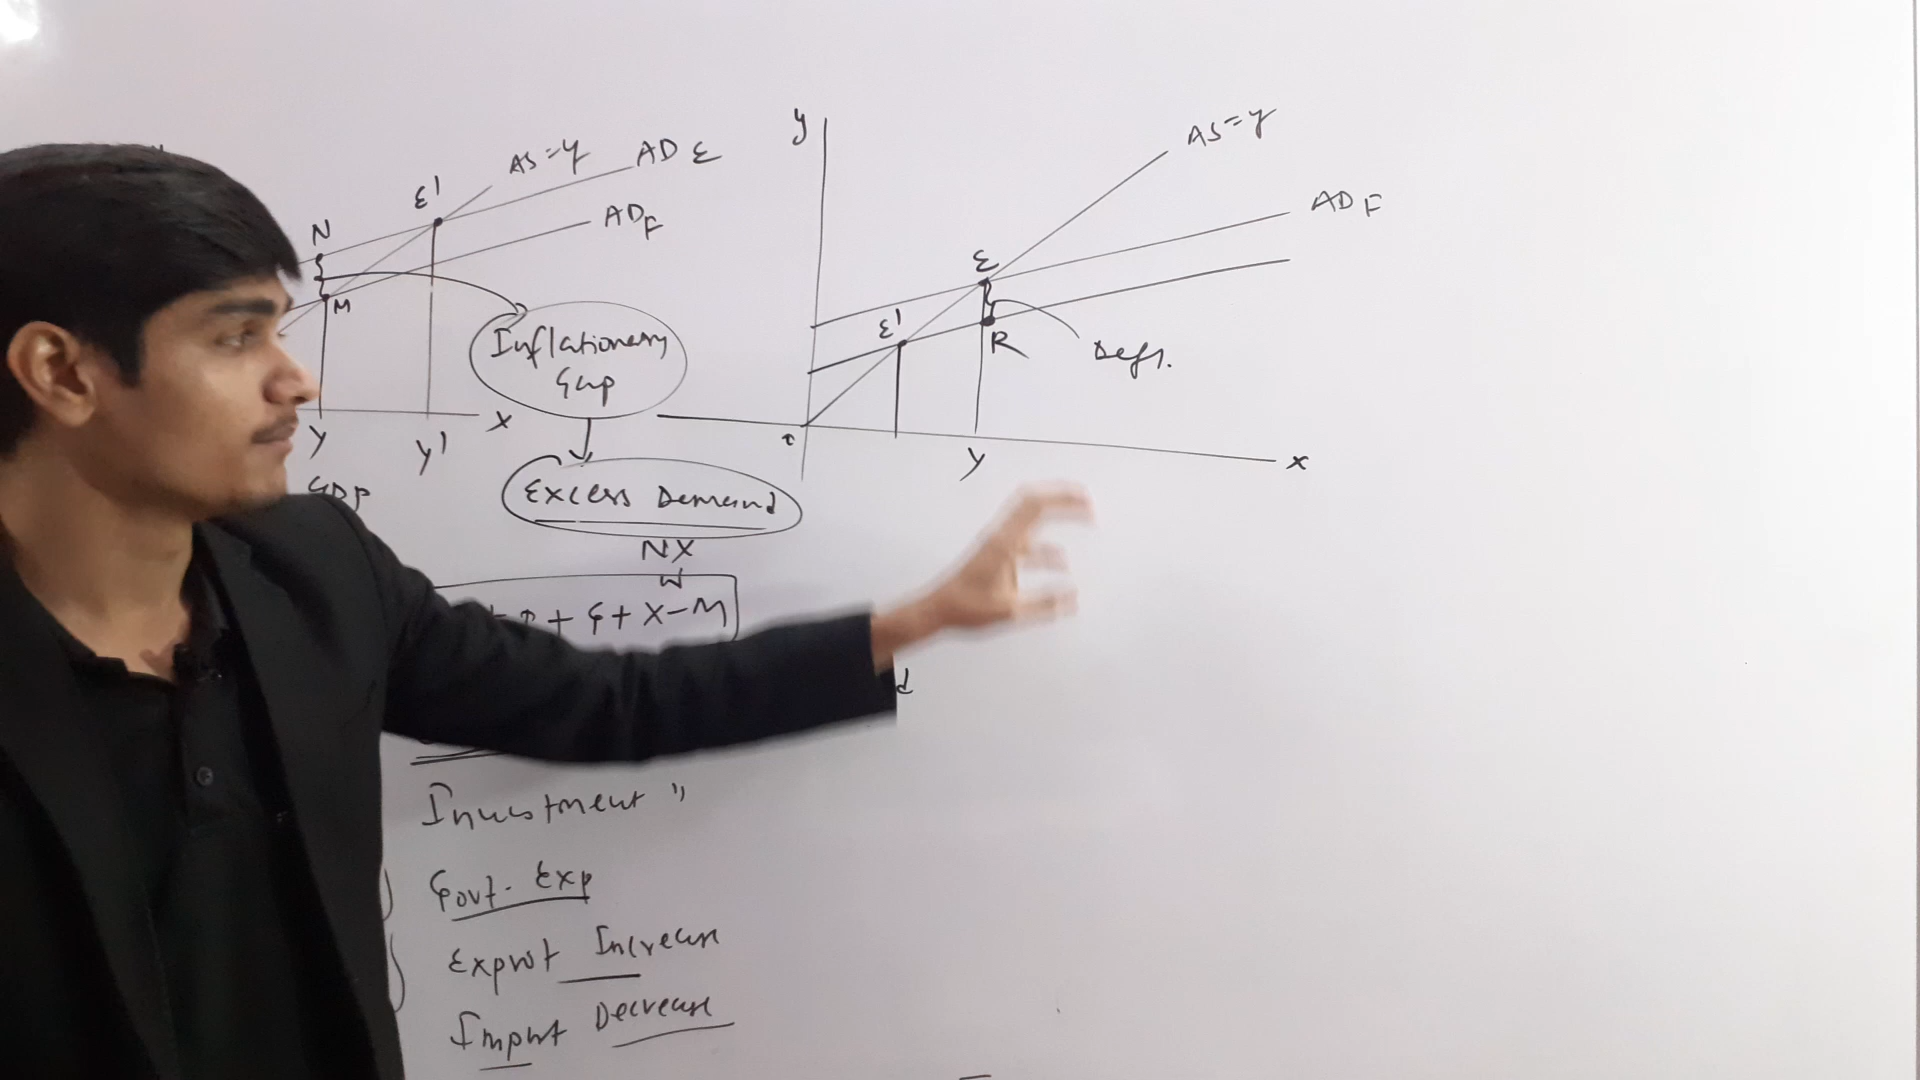 AS=Y
AD E
E'
AD F
N
M
Inflationary
Gap
Y
Y'
X
GDP
Excess Demand
NX
+ G + X - M
d
Investment "
Govt. Exp
Export Increase
Import Decrease
y
AS=Y
AD F
E
E'
R
Defl.
Y
x